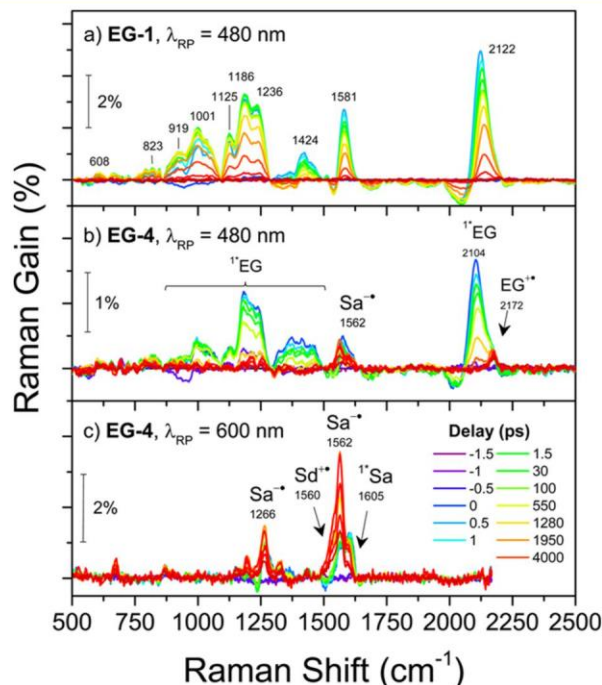 a) EG-1, λRP = 480 nm
2%
608
823
919
1001
1125
1186
1236
1424
1581
2122
b) EG-4, λRP = 480 nm
1%
¹*EG
Sa⁻•
1562
¹*EG
2104
EG⁺•
2172
c) EG-4, λRP = 600 nm
2%
Sa⁻•
1266
Sd⁺•
1560
Sa⁻•
1562
¹*Sa
1605
Delay (ps)
-1.5 1.5
-1 30
-0.5 100
0 550
0.5 1280
1 1950
4000
500 750 1000 1250 1500 1750 2000 2250 2500
Raman Shift (cm⁻¹)
Raman Gain (%)